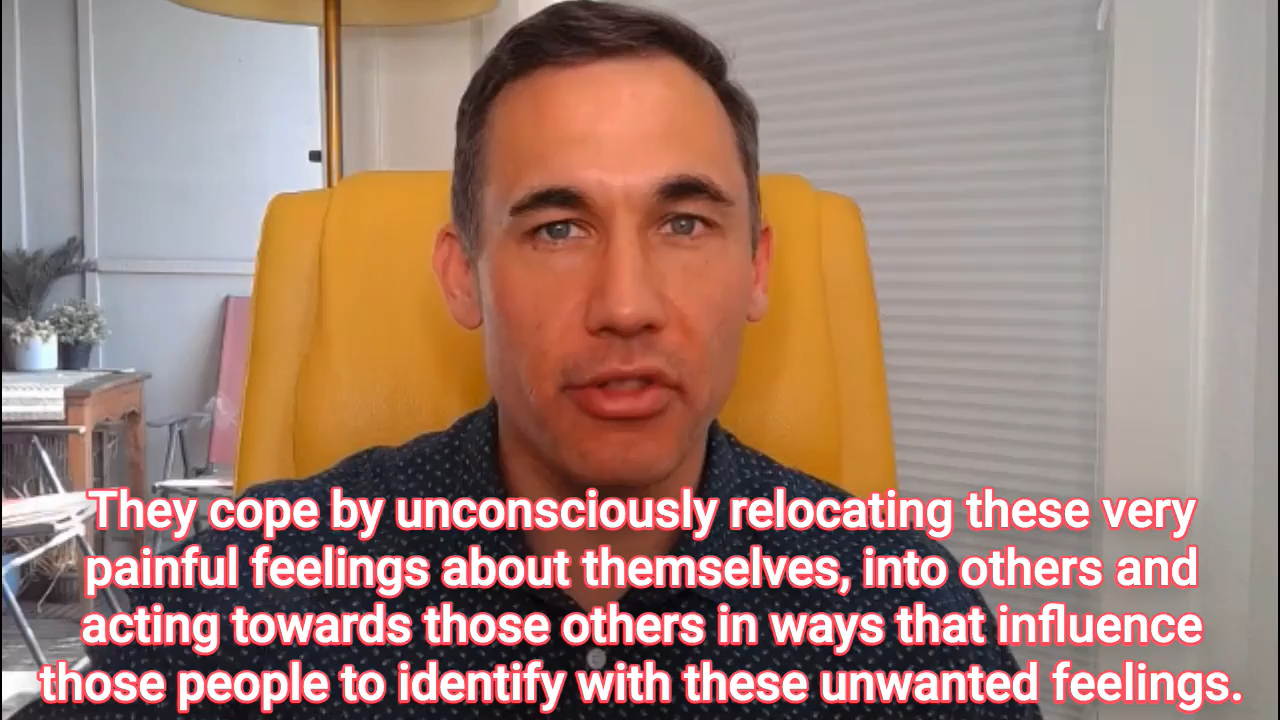 They cope by unconsciously relocating these very
painful feelings about themselves, into others and
acting towards those others in ways that influence
those people to identify with these unwanted feelings.